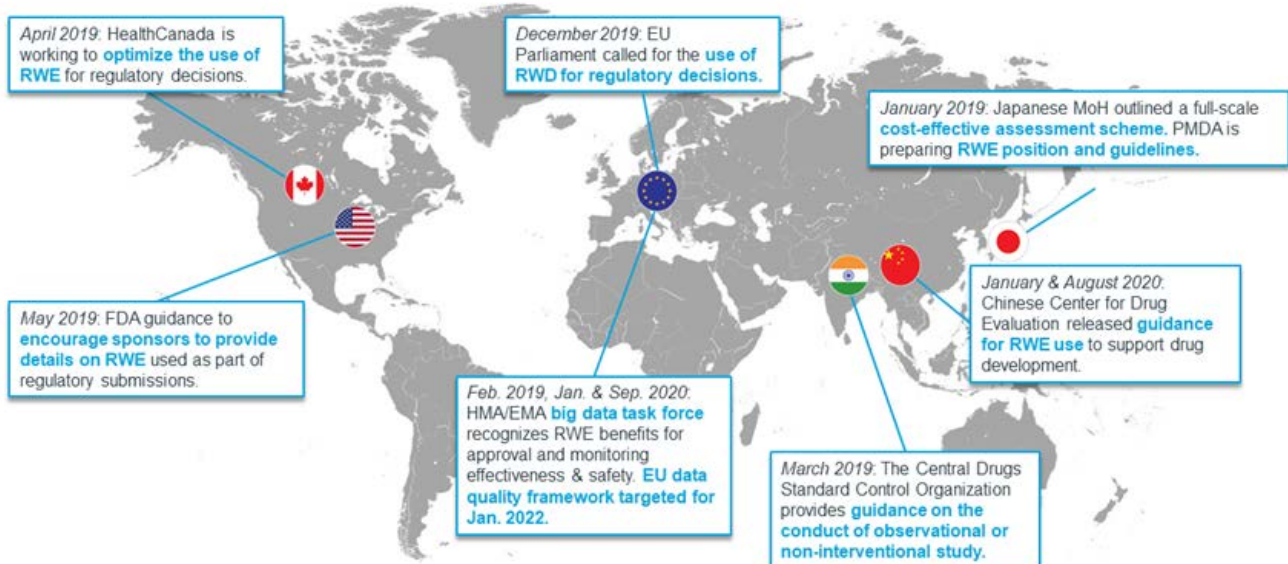 April 2019: HealthCanada is
working to optimize the use of
RWE for regulatory decisions.
December 2019: EU
Parliament called for the use of
RWD for regulatory decisions.
January 2019: Japanese MoH outlined a full-scale
cost-effective assessment scheme. PMDA is
preparing RWE position and guidelines.
May 2019: FDA guidance to
encourage sponsors to provide
details on RWE used as part of
regulatory submissions.
Feb. 2019, Jan. & Sep. 2020:
HMA/EMA big data task force
recognizes RWE benefits for
approval and monitoring
effectiveness & safety. EU data
quality framework targeted for
Jan. 2022.
January & August 2020:
Chinese Center for Drug
Evaluation released guidance
for RWE use to support drug
development.
March 2019: The Central Drugs
Standard Control Organization
provides guidance on the
conduct of observational or
non-interventional study.